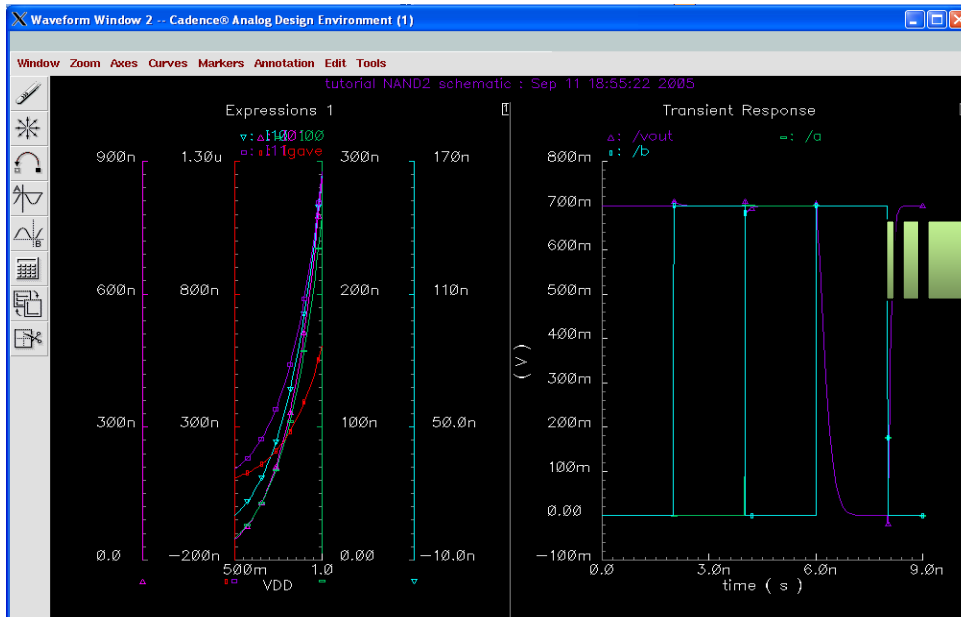 Waveform Window 2 -- Cadence® Analog Design Environment (1)
Window Zoom Axes Curves Markers Annotation Edit Tools
tutorial NAND2 schematic : Sep 11 18:55:22 2005
Expressions 1
1
900n
1.30u
300n
170n
600n
800n
200n
110n
300n
300n
100n
50.0n
0.0
-200n
0.00
-10.0n
500m
1.0
VDD
Transient Response
: /vout
: /a
: /b
800m
700m
600m
500m
400m
300m
200m
100m
0.00
-100m
(V)
0.0
3.0n
6.0n
9.0n
time ( s )
A
B